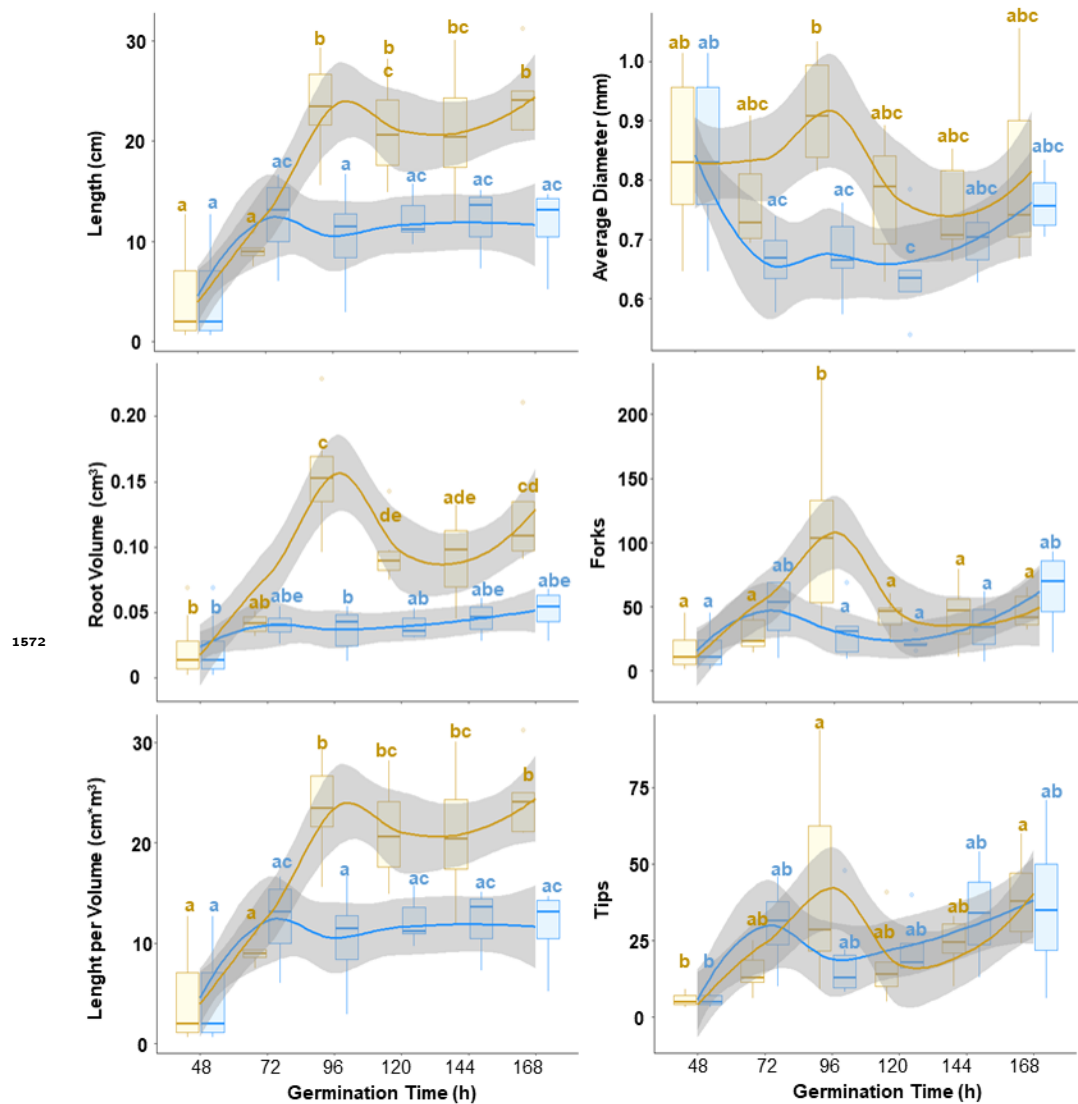 30
20
10
0
Length (cm)
a
a
a
ac
b
a
b
c
ac
bc
ac
b
ac
1.0
0.9
0.8
0.7
0.6
Average Diameter (mm)
ab
ab
abc
ac
b
ac
abc
c
abc
abc
abc
abc
0.20
0.15
0.10
0.05
0
Root Volume (cm³)
b
b
ab
abe
c
b
de
ab
ade
abe
cd
abe
200
150
100
50
0
Forks
a
a
a
ab
b
a
a
a
a
a
a
ab
1572
30
20
10
0
Lenght per Volume (cm*m³)
a
a
a
ac
b
a
bc
ac
bc
ac
b
ac
48 72 96 120 144 168
Germination Time (h)
75
50
25
0
Tips
b
b
ab
ab
a
ab
ab
ab
ab
ab
a
ab
48 72 96 120 144 168
Germination Time (h)